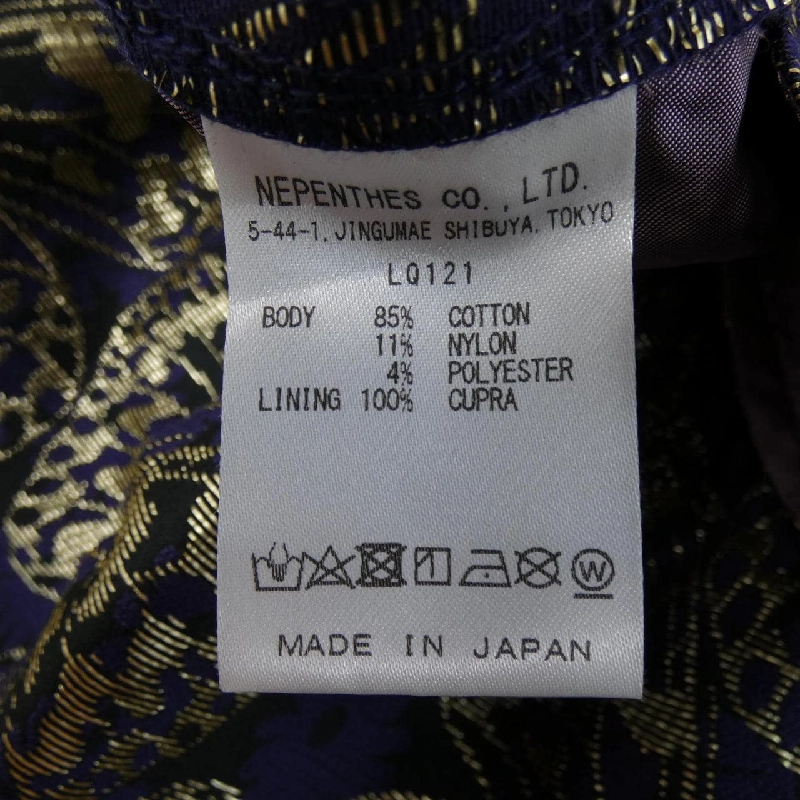 NEPENTHES CO., LTD.
5-44-1, JINGUMAE SHIBUYA, TOKYO
LQ121
BODY 85% COTTON
11% NYLON
4% POLYESTER
LINING 100% CUPRA
W
MADE IN JAPAN